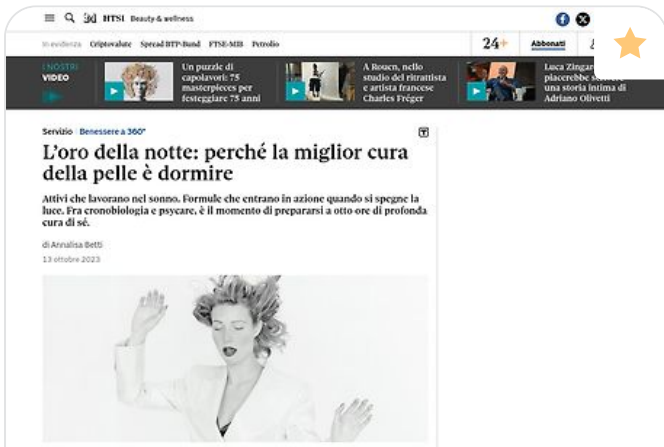 HTSI Beauty & wellness
In evidenza Criptovalute Spread BTP-Bund FTSE-MIB Petrolio
24+ Abbonati
I NOSTRI
VIDEO
Un puzzle di
capolavori: 75
masterpieces per
festeggiare 75 anni
A Rouen, nello
studio del ritrattista
e artista francese
Charles Fréger
Luca
piacerebbe
una storia intima di
Adriano Olivetti
Servizio Benessere a 360°
L'oro della notte: perché la miglior cura
della pelle è dormire
Attivi che lavorano nel sonno. Formule che entrano in azione quando si spegne la
luce. Fra cronobiologia e psycare, è il momento di prepararsi a otto ore di profonda
cura di sé.
di Annalisa Betti
13 ottobre 2023